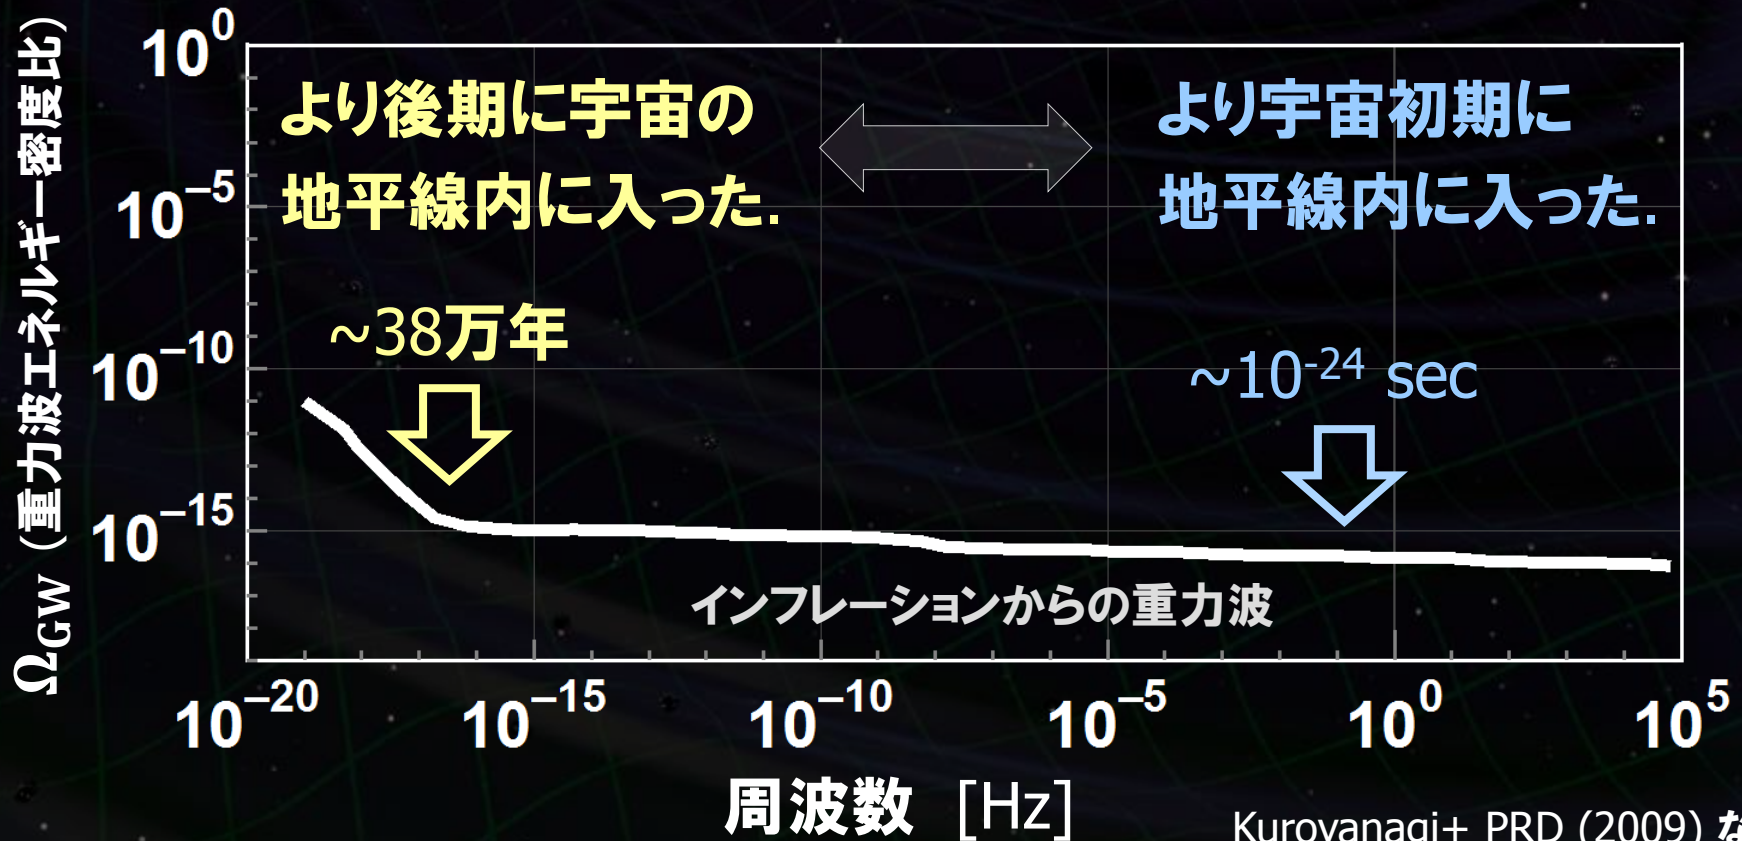 10^0
より後期に宇宙の
地平線内に入った.
より宇宙初期に
地平線内に入った.
10^−5
~38万年
10^−10
~10^-24 sec
10^−15
インフレーションからの重力波
Ω_GW (重力波エネルギー密度比)
10^−20 10^−15 10^−10 10^−5 10^0 10^5
周波数 [Hz]
Kuroyanagi+ PRD (2009)